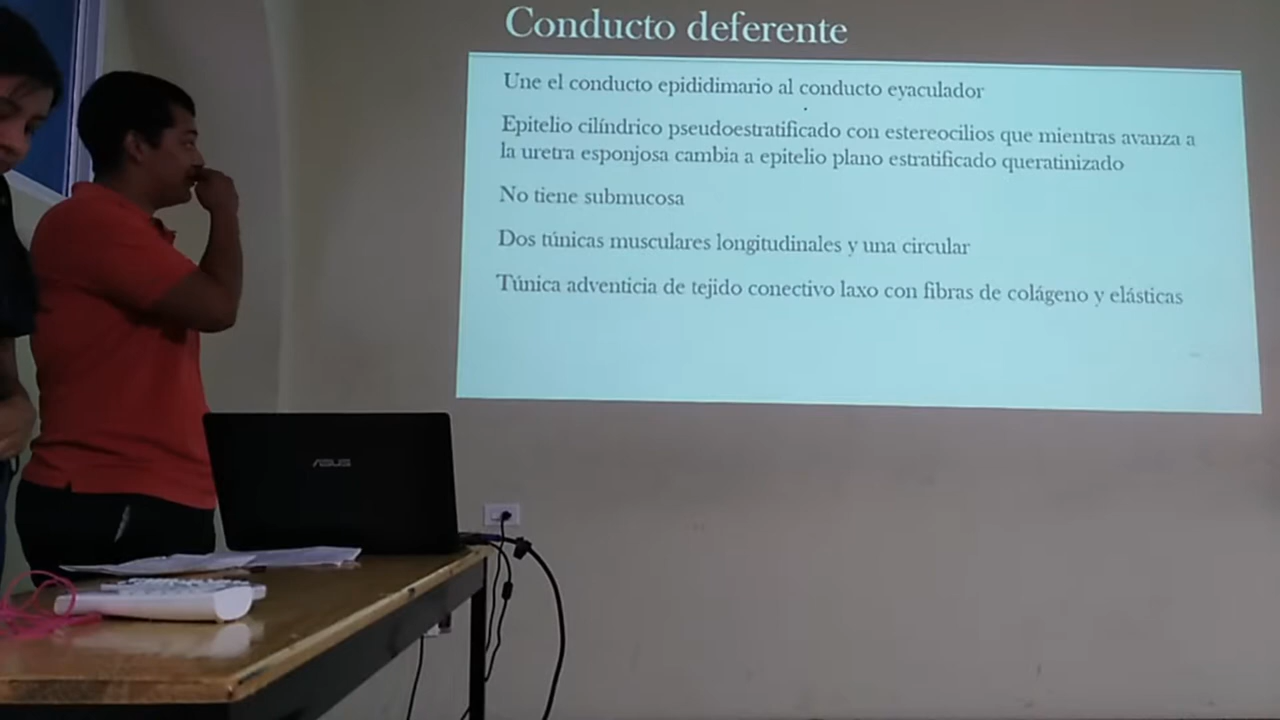 Conducto deferente
Une el conducto epididimario al conducto eyaculador
Epitelio cilíndrico pseudoestratificado con estereocilios que mientras avanza a
la uretra esponjosa cambia a epitelio plano estratificado queratinizado
No tiene submucosa
Dos túnicas musculares longitudinales y una circular
Túnica adventicia de tejido conectivo laxo con fibras de colágeno y elásticas
ASUS